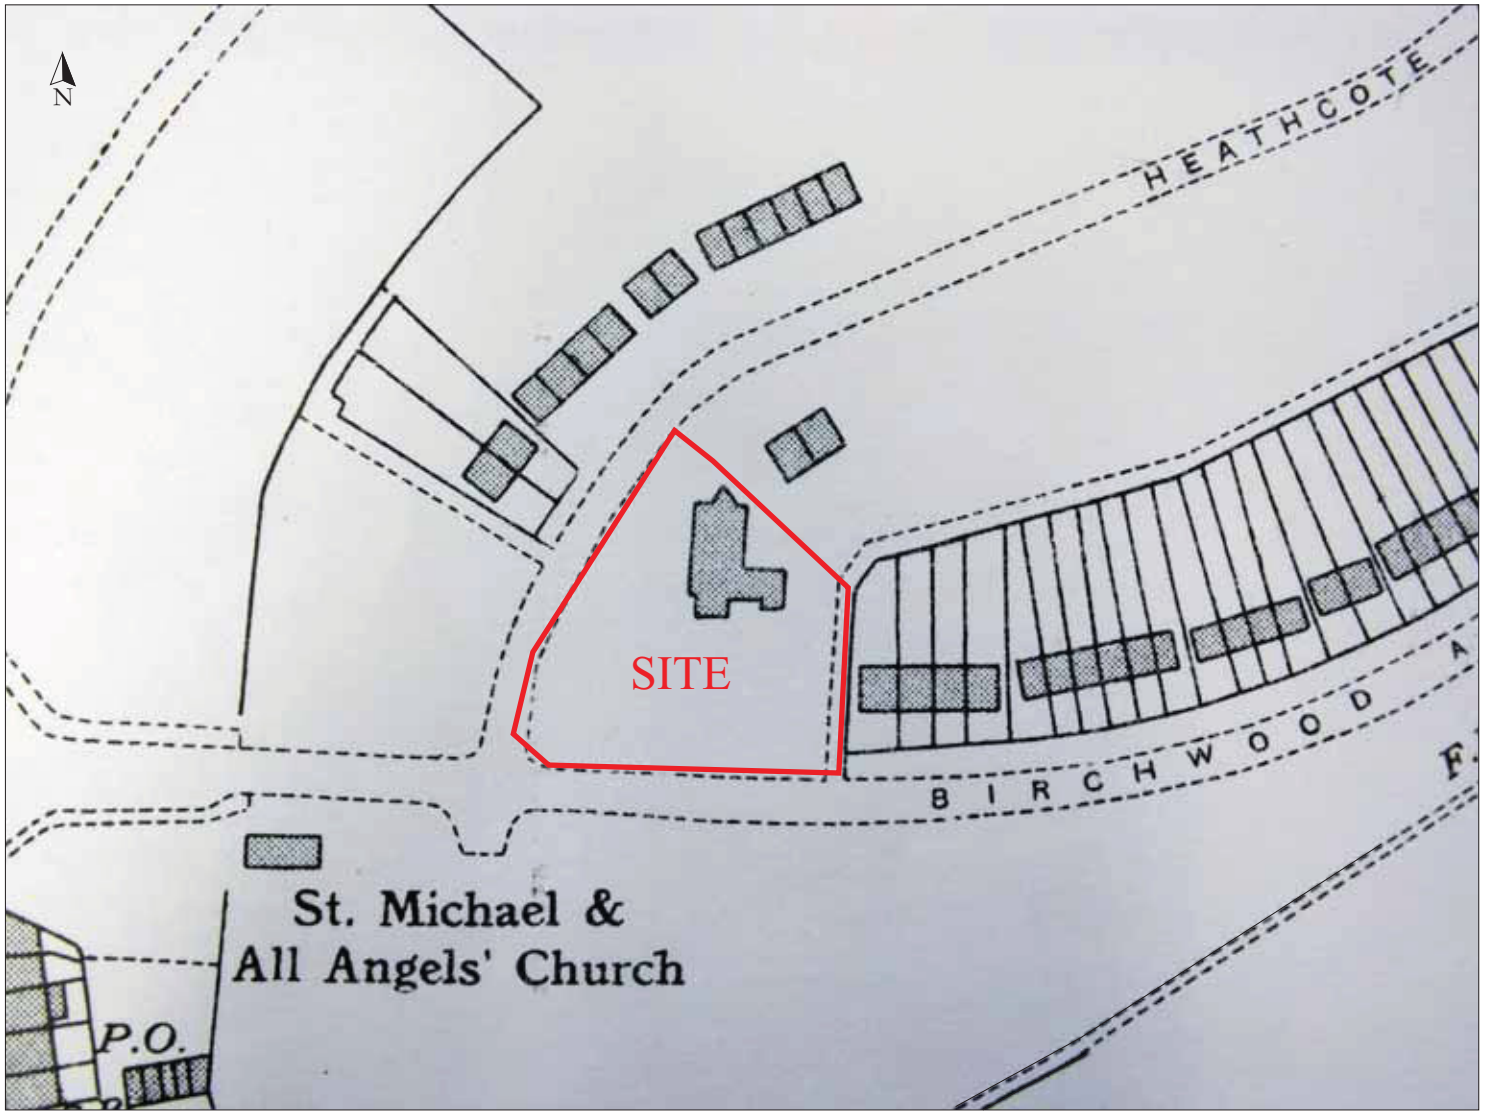 N
HEATHCOTE
SITE
BIRCHWOOD A
F.
St. Michael &
All Angels' Church
P.O.